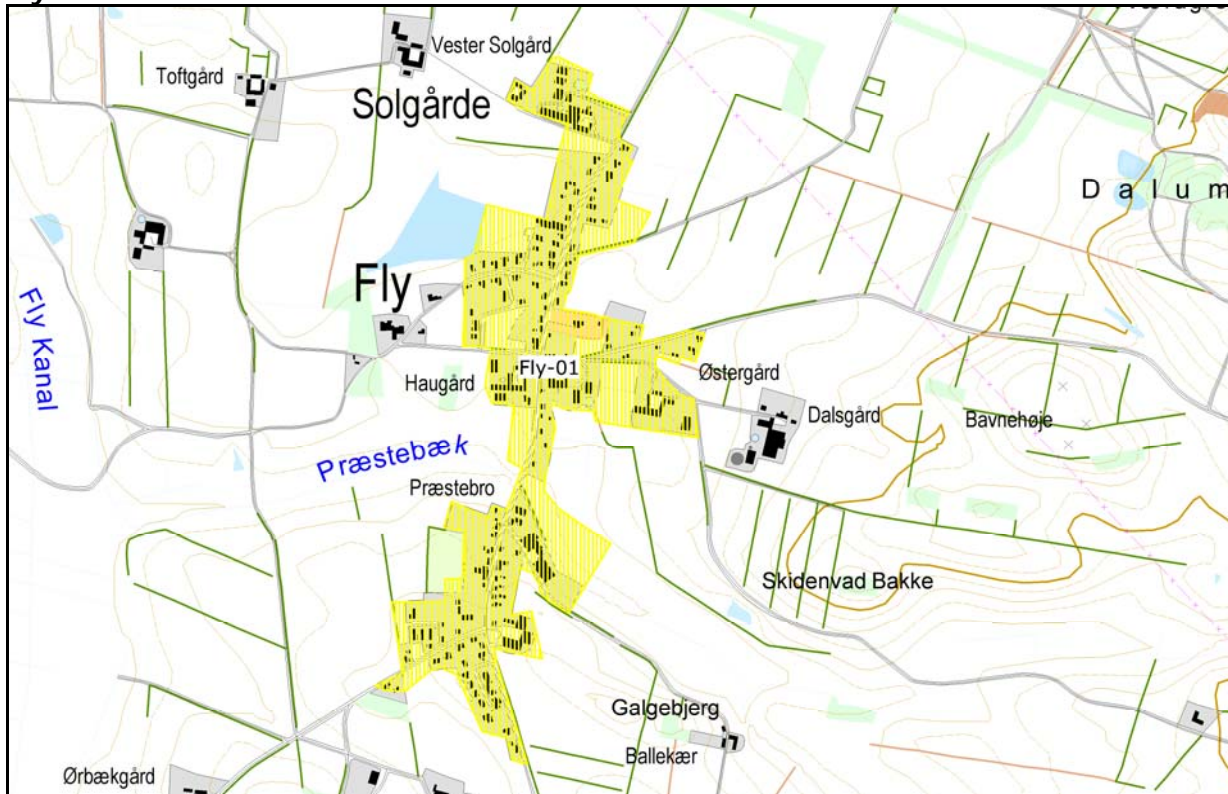 Vester Solgård
Toftgård
Solgårde
Dalum
Fly
Fly Kanal
Fly-01
Haugård
Østergård
Dalsgård
Bavnehøje
Præstebæk
Præstebro
Skidenvad Bakke
Galgebjerg
Ballekær
Ørbækgård